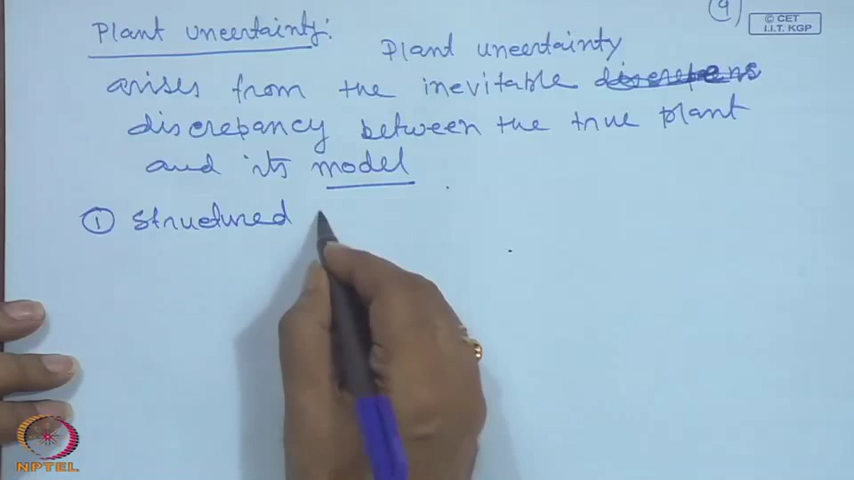 9
© CET
I.I.T. KGP
Plant uncertainty:
Plant uncertainty
arises from the inevitable
discrepancy between the true plant
and its model
① structured
NPTEL